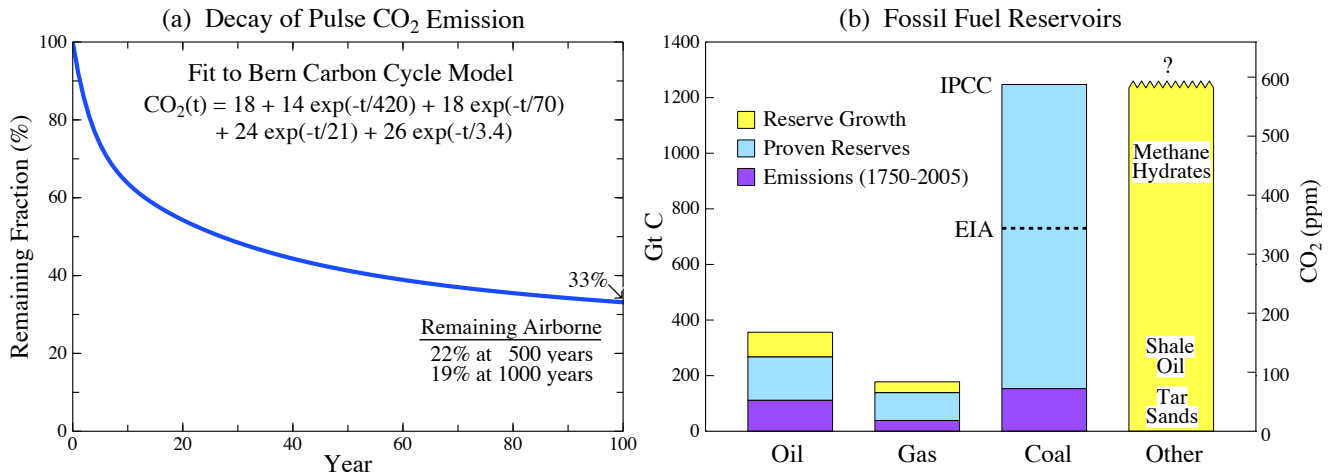 (a) Decay of Pulse CO₂ Emission
100
80
60
40
20
0
Remaining Fraction (%)
Fit to Bern Carbon Cycle Model
CO₂(t) = 18 + 14 exp(-t/420) + 18 exp(-t/70)
+ 24 exp(-t/21) + 26 exp(-t/3.4)
33%
Remaining Airborne
22% at 500 years
19% at 1000 years
0 20 40 60 80 100
Year
(b) Fossil Fuel Reservoirs
1400
1200
1000
800
600
400
200
0
Gt C
Reserve Growth
Proven Reserves
Emissions (1750-2005)
IPCC
EIA
?
Methane
Hydrates
Shale
Oil
Tar
Sands
600
500
400
300
200
100
0
CO₂ (ppm)
Oil Gas Coal Other